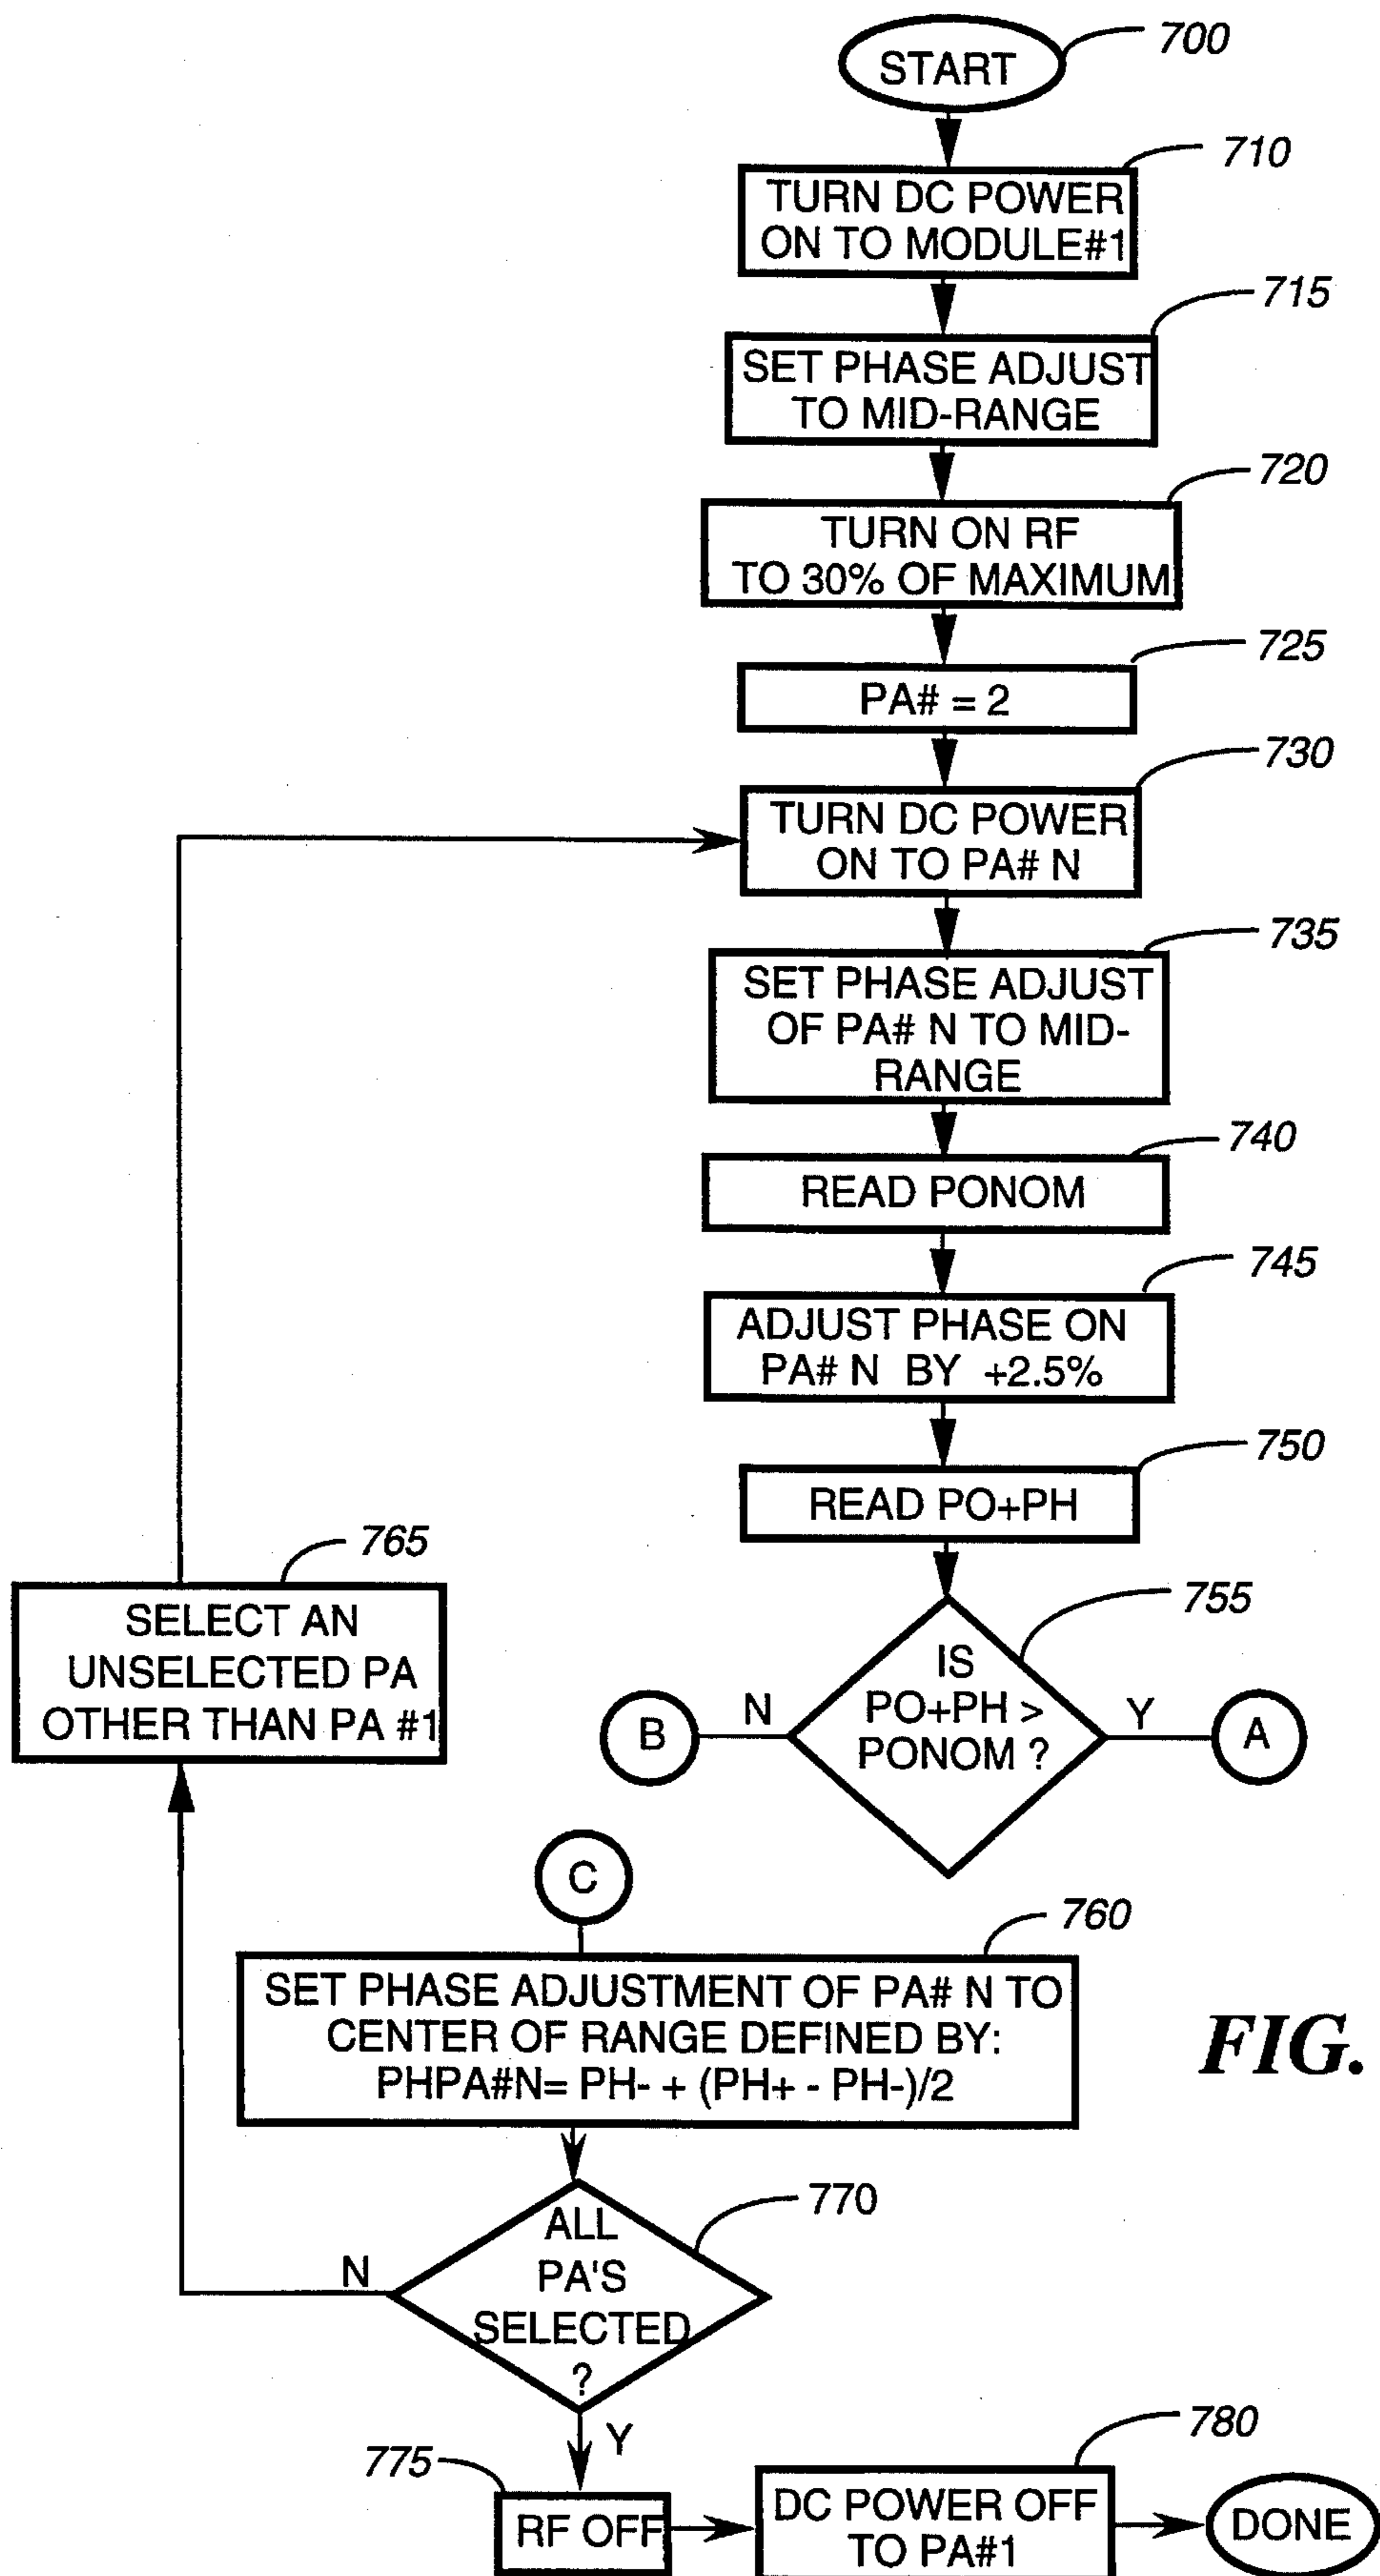 START
700
710
TURN DC POWER
ON TO MODULE#1
715
SET PHASE ADJUST
TO MID-RANGE
720
TURN ON RF
TO 30% OF MAXIMUM
725
PA# = 2
730
TURN DC POWER
ON TO PA# N
735
SET PHASE ADJUST
OF PA# N TO MID-
RANGE
740
READ PONOM
745
ADJUST PHASE ON
PA# N BY +2.5%
750
READ PO+PH
755
IS
PO+PH >
PONOM ?
N
B
Y
A
765
SELECT AN
UNSELECTED PA
OTHER THAN PA #1
C
760
SET PHASE ADJUSTMENT OF PA# N TO
CENTER OF RANGE DEFINED BY:
PHPA#N= PH- + (PH+ - PH-)/2
FIG.
770
ALL
PA'S
SELECTED
?
N
Y
775
RF OFF
780
DC POWER OFF
TO PA#1
DONE